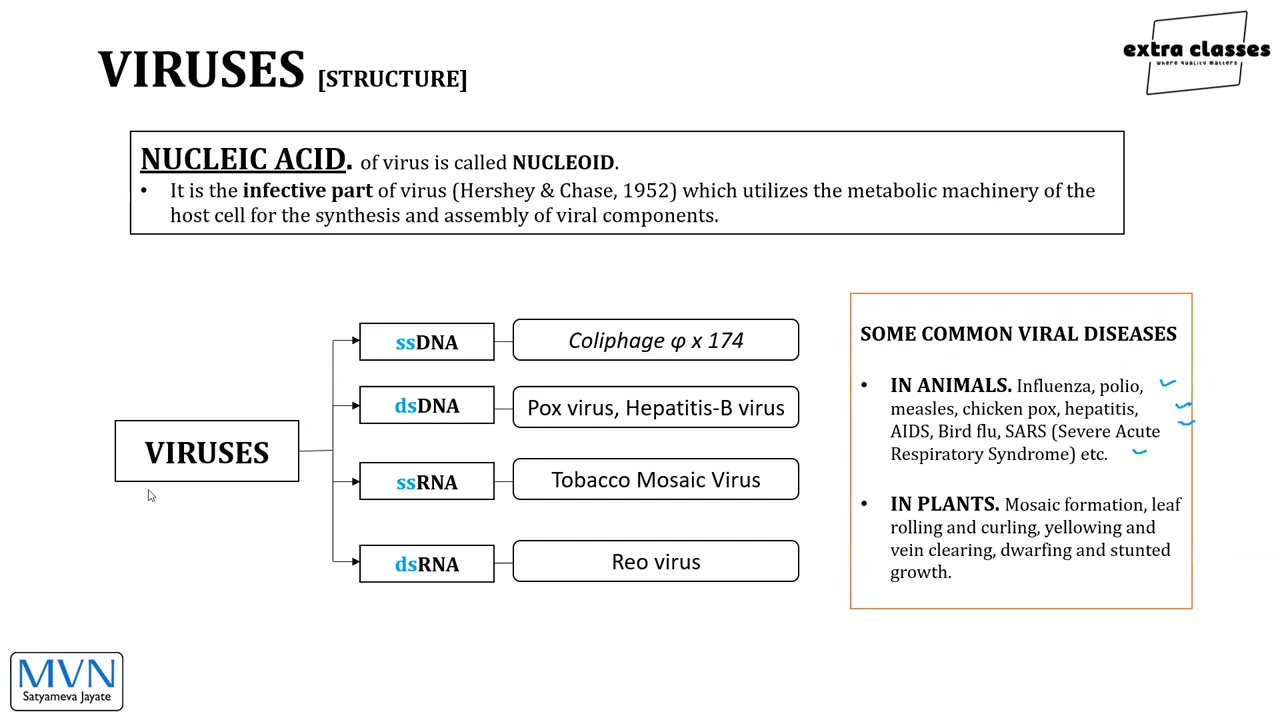 VIRUSES [STRUCTURE]
extra classes
where quality matters
NUCLEIC ACID. of virus is called NUCLEOID.
• It is the infective part of virus (Hershey & Chase, 1952) which utilizes the metabolic machinery of the
host cell for the synthesis and assembly of viral components.
VIRUSES
ssDNA
Coliphage φ x 174
dsDNA
Pox virus, Hepatitis-B virus
ssRNA
Tobacco Mosaic Virus
dsRNA
Reo virus
SOME COMMON VIRAL DISEASES
• IN ANIMALS. Influenza, polio,
measles, chicken pox, hepatitis,
AIDS, Bird flu, SARS (Severe Acute
Respiratory Syndrome) etc.
• IN PLANTS. Mosaic formation, leaf
rolling and curling, yellowing and
vein clearing, dwarfing and stunted
growth.
MVN
Satyameva Jayate